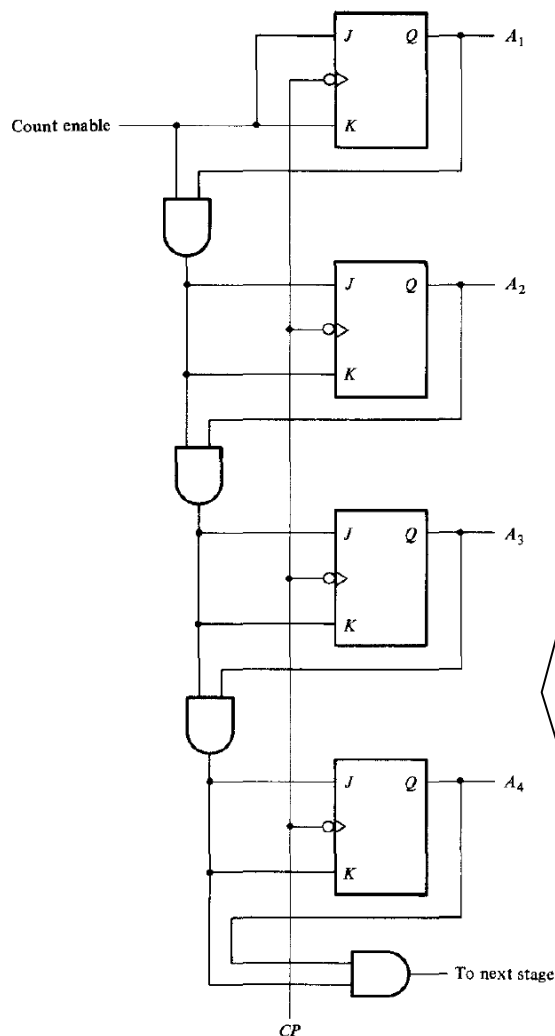 J Q A1
Count enable
K
J Q A2
K
J Q A3
K
J Q A4
K
To next stage
CP